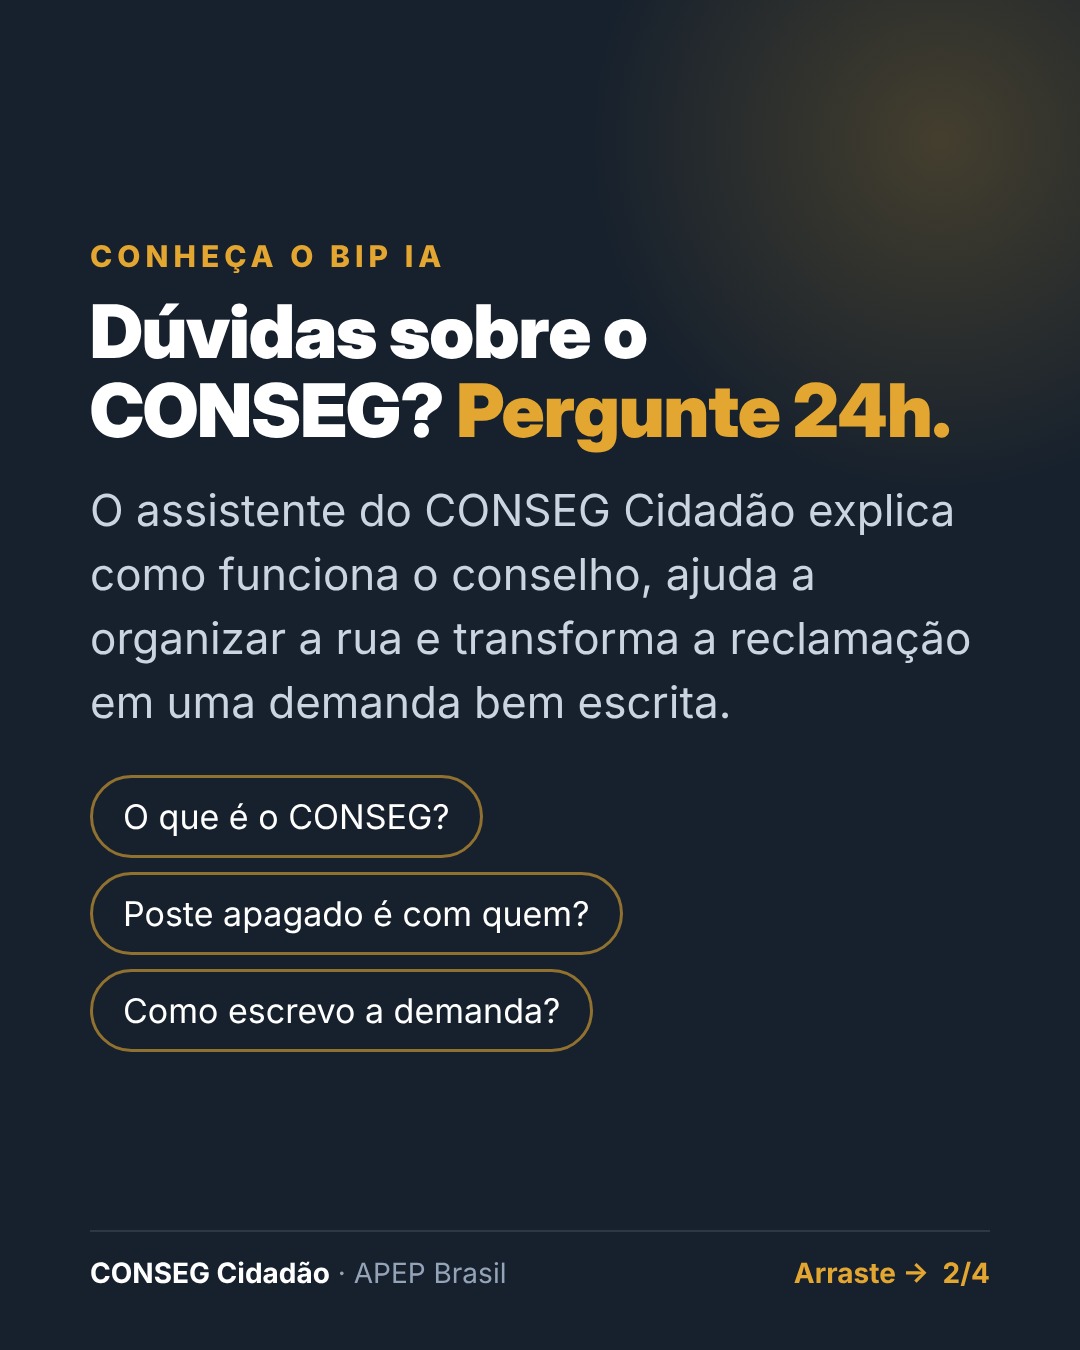 CONHEÇA O BIP IA
Dúvidas sobre o
CONSEG? Pergunte 24h.
O assistente do CONSEG Cidadão explica
como funciona o conselho, ajuda a
organizar a rua e transforma a reclamação
em uma demanda bem escrita.
O que é o CONSEG?
Poste apagado é com quem?
Como escrevo a demanda?
CONSEG Cidadão · APEP Brasil
Arraste → 2/4